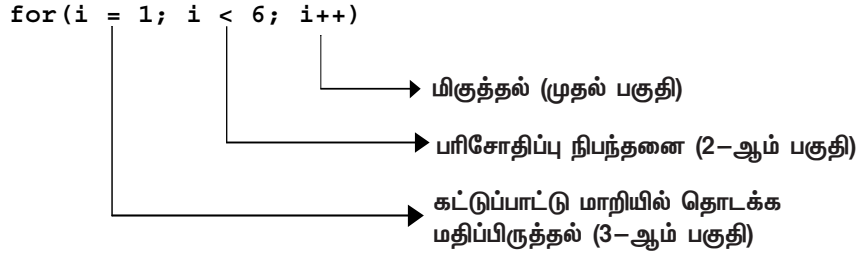 for(i = 1; i < 6; i++)
மிகுத்தல் (முதல் பகுதி)
பரிசோதிப்பு நிபந்தனை (2–ஆம் பகுதி)
கட்டுப்பாட்டு மாறியில் தொடக்க
மதிப்பிருத்தல் (3–ஆம் பகுதி)